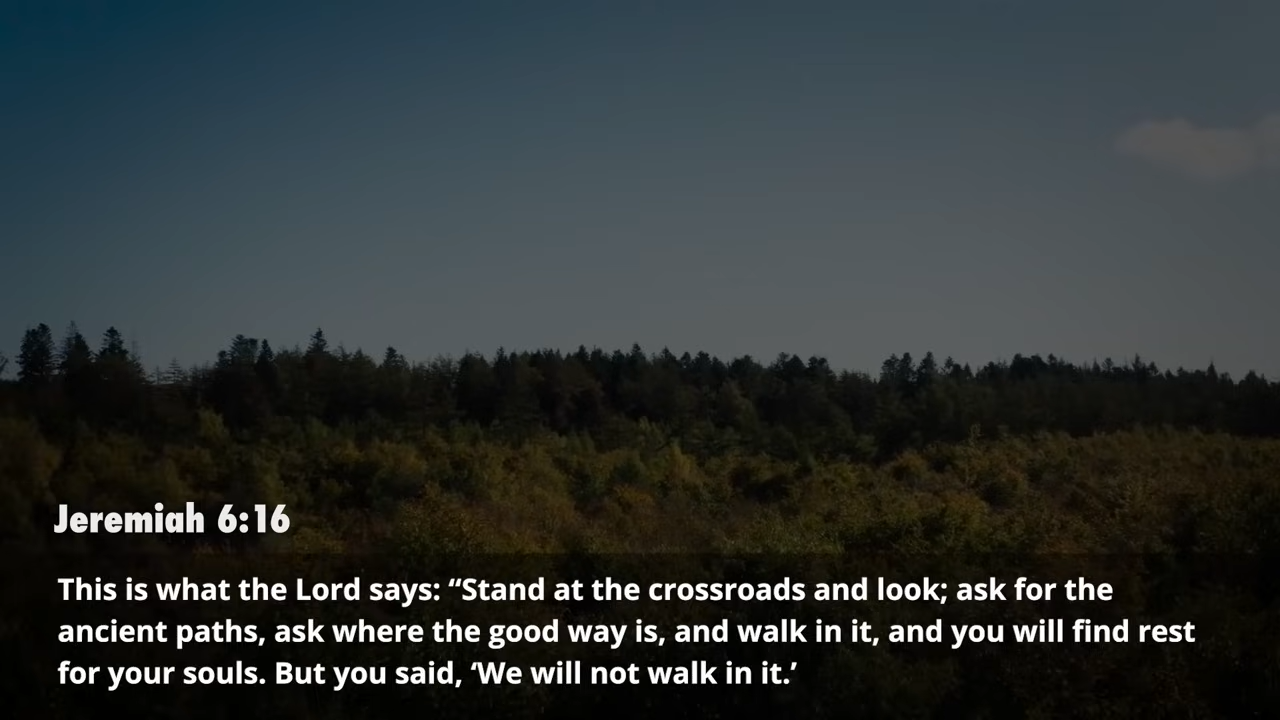 Jeremiah 6:16
This is what the Lord says: “Stand at the crossroads and look; ask for the
ancient paths, ask where the good way is, and walk in it, and you will find rest
for your souls. But you said, ‘We will not walk in it.’